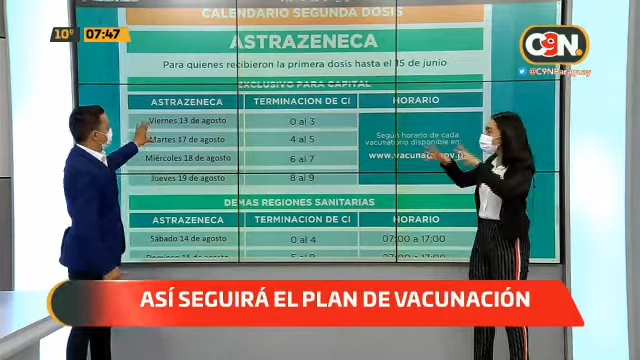 10º 07:47
CALENDARIO SEGUNDA DOSIS
C9N
@C9NParaguay
ASTRAZENECA
Para quienes recibieron la primera dosis hasta el 15 de junio
EXCLUSIVO PARA CAPITAL
ASTRAZENECA TERMINACION DE CI HORARIO
Viernes 13 de agosto 0 al 3
Martes 17 de agosto 4 al 5
Miércoles 18 de agosto 6 al 7
Jueves 19 de agosto 8 al 9
Según horario de cada
vacunatorio disponible en:
DEMAS REGIONES SANITARIAS
ASTRAZENECA TERMINACION DE CI HORARIO
Sábado 14 de agosto 0 al 4 07:00 a 17:00
ASÍ SEGUIRÁ EL PLAN DE VACUNACIÓN